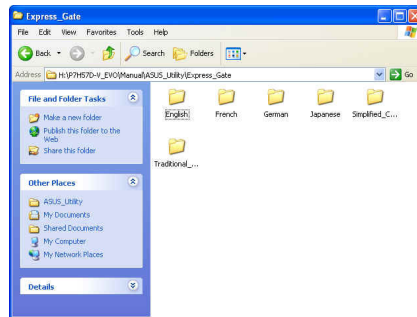 Express_Gate
File Edit View Favorites Tools Help
Back Search Folders
Address H:\P7H57D-V_EVO\Manual\ASUS_Utility\Express_Gate Go
File and Folder Tasks
Make a new folder
Publish this folder to the Web
Share this folder
Other Places
ASUS_Utility
My Documents
Shared Documents
My Computer
My Network Places
Details
English French German Japanese Simplified_C...
Traditional_...